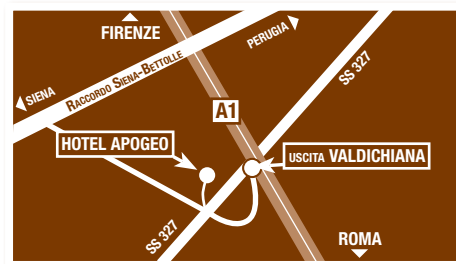 FIRENZE
PERUGIA
SS 327
SIENA
RACCORDO SIENA-BETTOLLE
A1
HOTEL APOGEO
USCITA VALDICHIANA
SS 327
ROMA